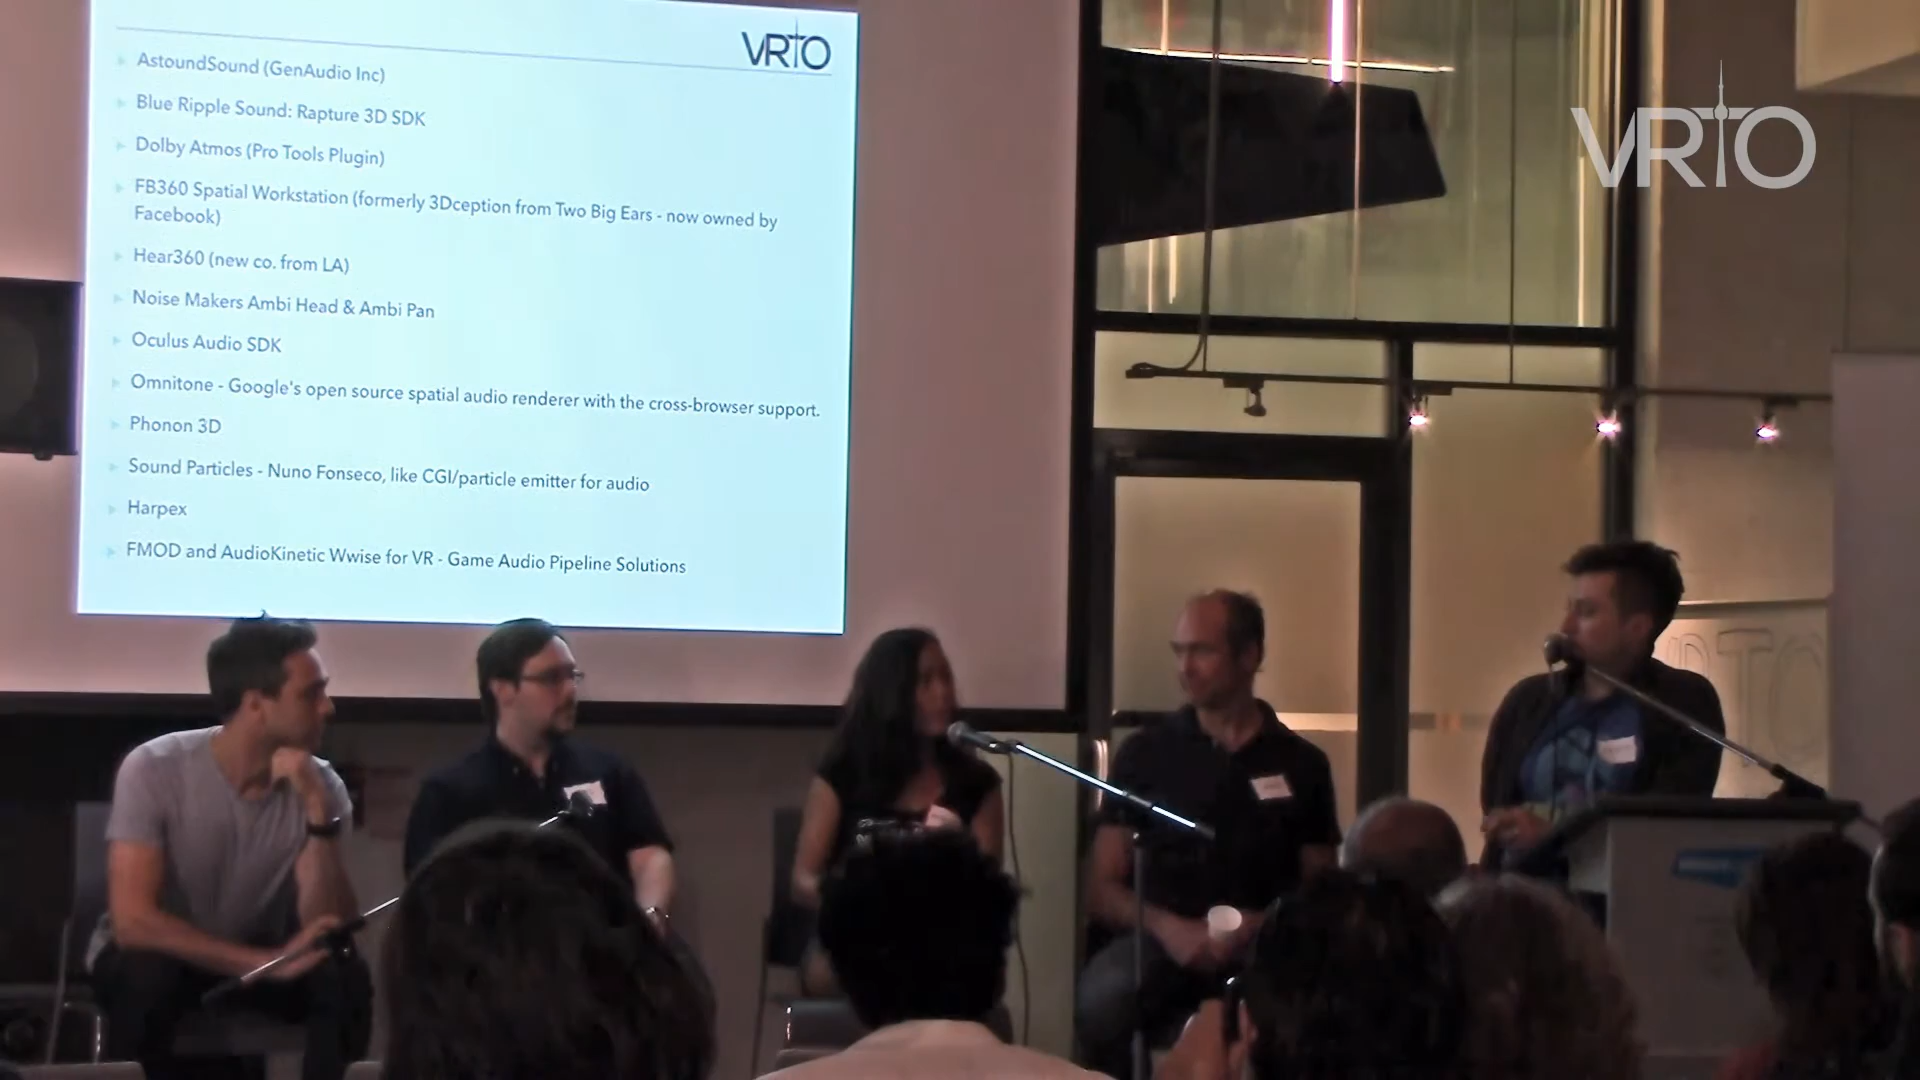 VRTO
AstoundSound (GenAudio Inc)
Blue Ripple Sound: Rapture 3D SDK
Dolby Atmos (Pro Tools Plugin)
FB360 Spatial Workstation (formerly 3Dception from Two Big Ears - now owned by
Facebook)
Hear360 (new co. from LA)
Noise Makers Ambi Head & Ambi Pan
Oculus Audio SDK
Omnitone - Google's open source spatial audio renderer with the cross-browser support.
Phonon 3D
Sound Particles - Nuno Fonseco, like CGI/particle emitter for audio
Harpex
FMOD and AudioKinetic Wwise for VR - Game Audio Pipeline Solutions
VRTO
VRTO